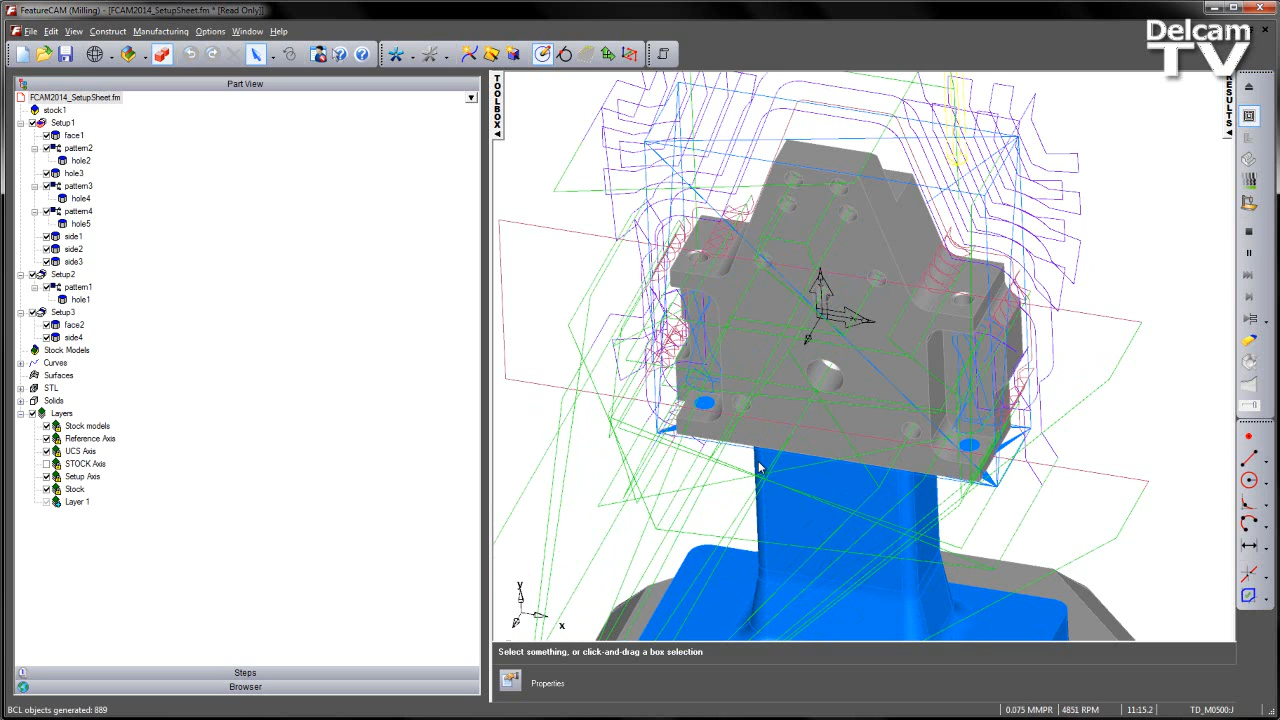 FeatureCAM (Milling) - [FCAM2014_SetupSheet.fm * [Read Only]]
File Edit View Construct Manufacturing Options Window Help
Delcam
TV
Part View
FCAM2014_SetupSheet.fm
stock1
Setup1
face1
pattern2
hole2
hole3
pattern3
hole4
pattern4
hole5
side1
side2
side3
Setup2
pattern1
hole1
Setup3
face2
side4
Stock Models
Curves
Surfaces
STL
Solids
Layers
Stock models
Reference Axis
UCS Axis
STOCK Axis
Setup Axis
Stock
Layer 1
Steps
Browser
TOOLBOX
RESULTS
Y
X
Select something, or click-and-drag a box selection
Properties
BCL objects generated: 889
0.075 MMPR 4851 RPM 11:15.2 TD_M0500:J